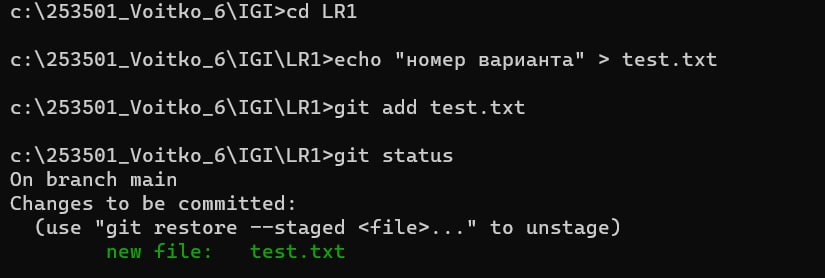 c:\253501_Voitko_6\IGI>cd LR1
c:\253501_Voitko_6\IGI\LR1>echo "номер варианта" > test.txt
c:\253501_Voitko_6\IGI\LR1>git add test.txt
c:\253501_Voitko_6\IGI\LR1>git status
On branch main
Changes to be committed:
  (use "git restore --staged <file>..." to unstage)
        new file:   test.txt